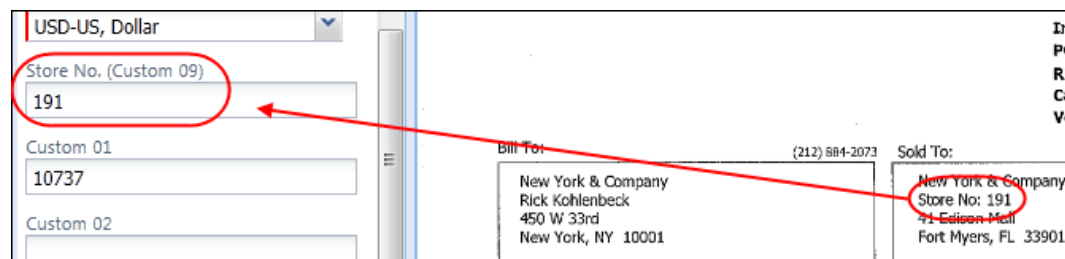 USD-US, Dollar
Store No. (Custom 09)
191
Custom 01
10737
Custom 02
Bill To:
(212) 884-2073
New York & Company
Rick Kohlenbeck
450 W 33rd
New York, NY 10001
Sold To:
New York & Company
Store No: 191
41 Edison Mall
Fort Myers, FL 33901